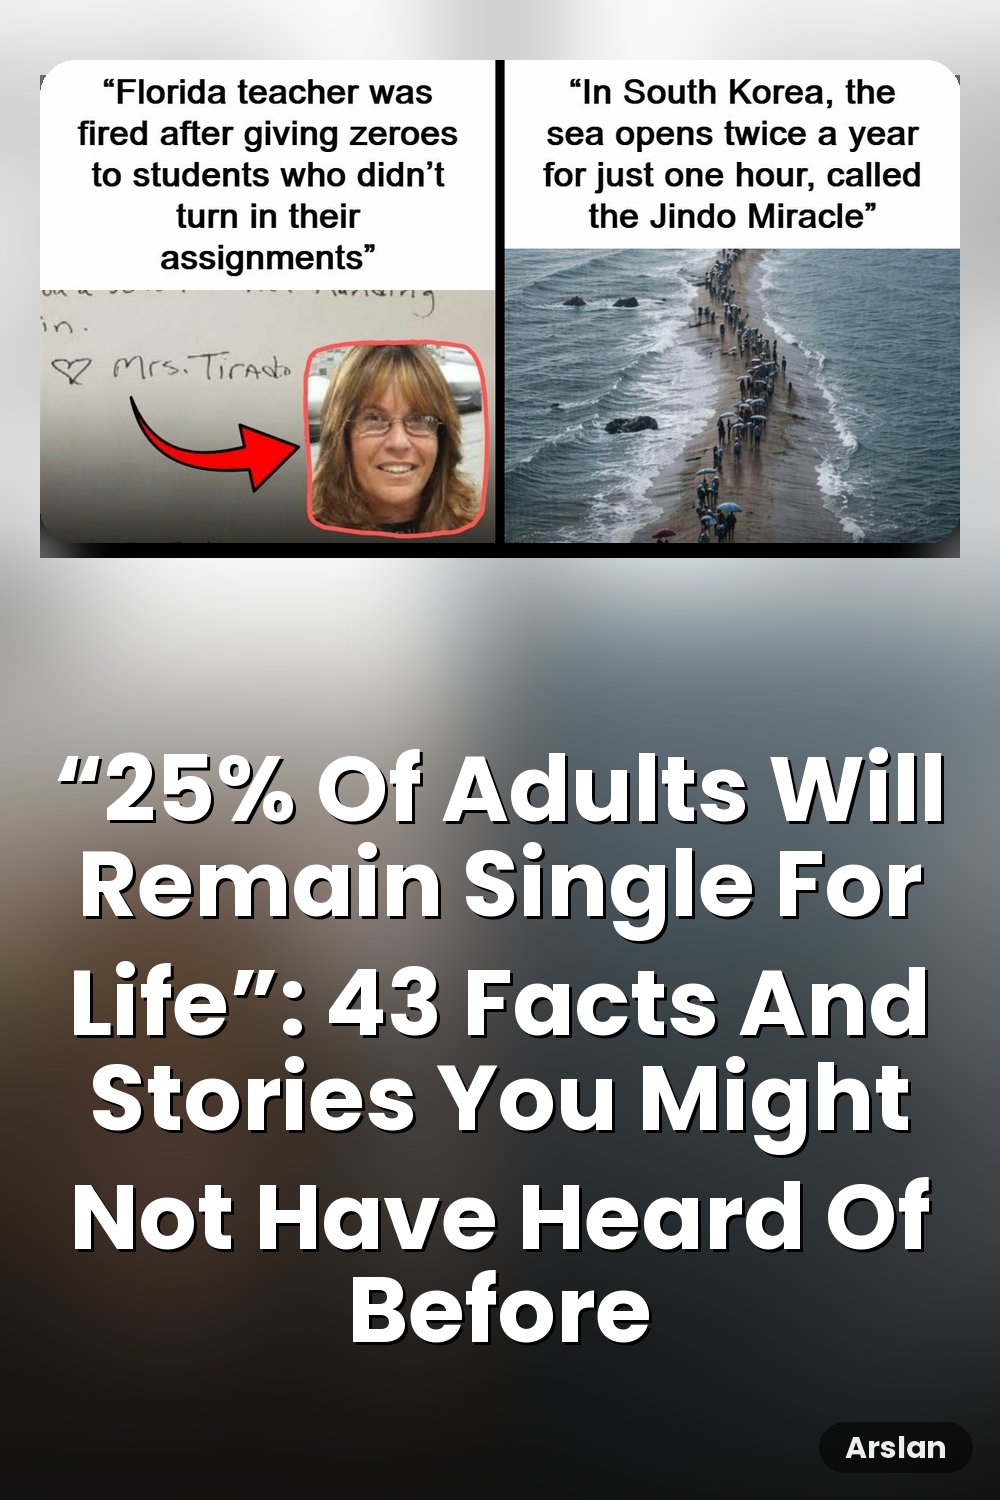 “Florida teacher was
fired after giving zeroes
to students who didn’t
turn in their
assignments”
“In South Korea, the
sea opens twice a year
for just one hour, called
the Jindo Miracle”
in.
♡ Mrs. Tirado
“25% Of Adults Will
Remain Single For
Life”: 43 Facts And
Stories You Might
Not Have Heard Of
Before
Arslan